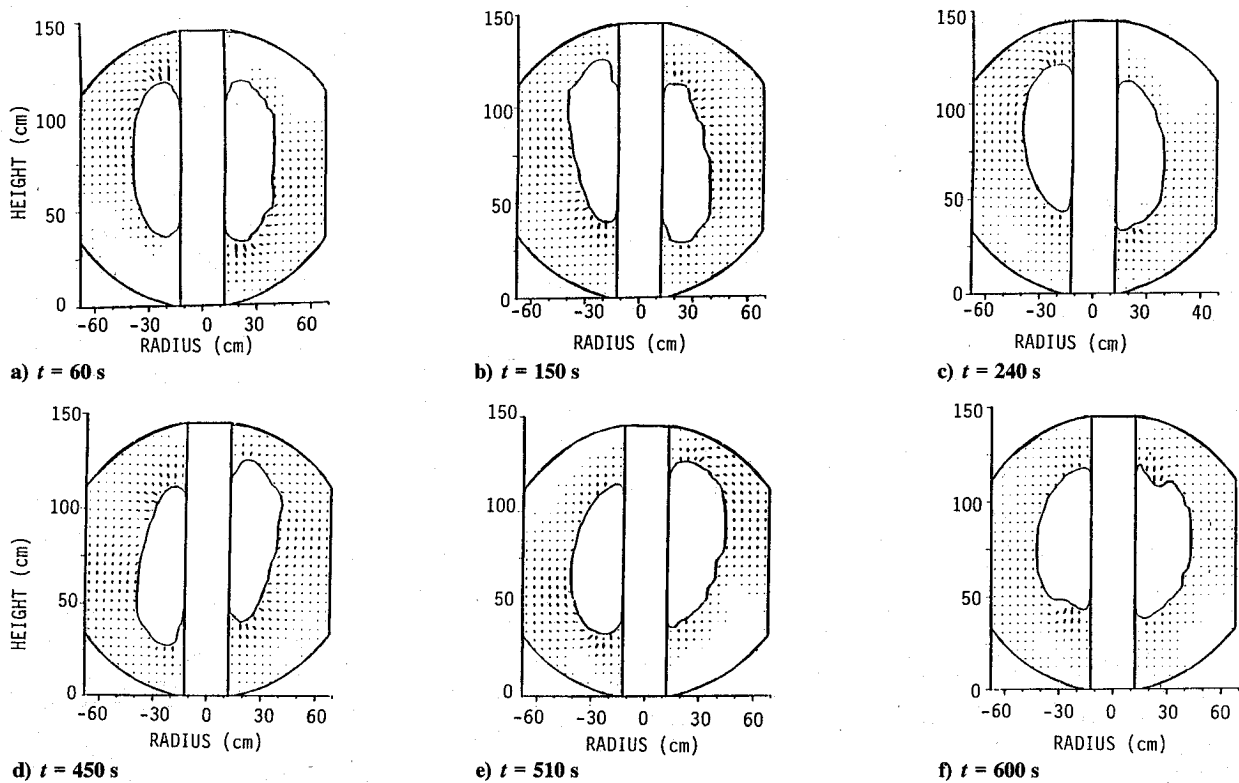 150
100
50
0
HEIGHT (cm)
-60 -30 0 30 60
RADIUS (cm)
a) t = 60 s
150
100
50
0
-60 -30 0 30 60
RADIUS (cm)
b) t = 150 s
150
100
50
0
-60 -30 0 30 40
RADIUS (cm)
c) t = 240 s
150
100
50
0
HEIGHT (cm)
-60 -30 0 30 60
RADIUS (cm)
d) t = 450 s
150
100
50
0
-60 -30 0 30 60
RADIUS (cm)
e) t = 510 s
150
100
50
0
-60 -30 0 30 60
RADIUS (cm)
f) t = 600 s